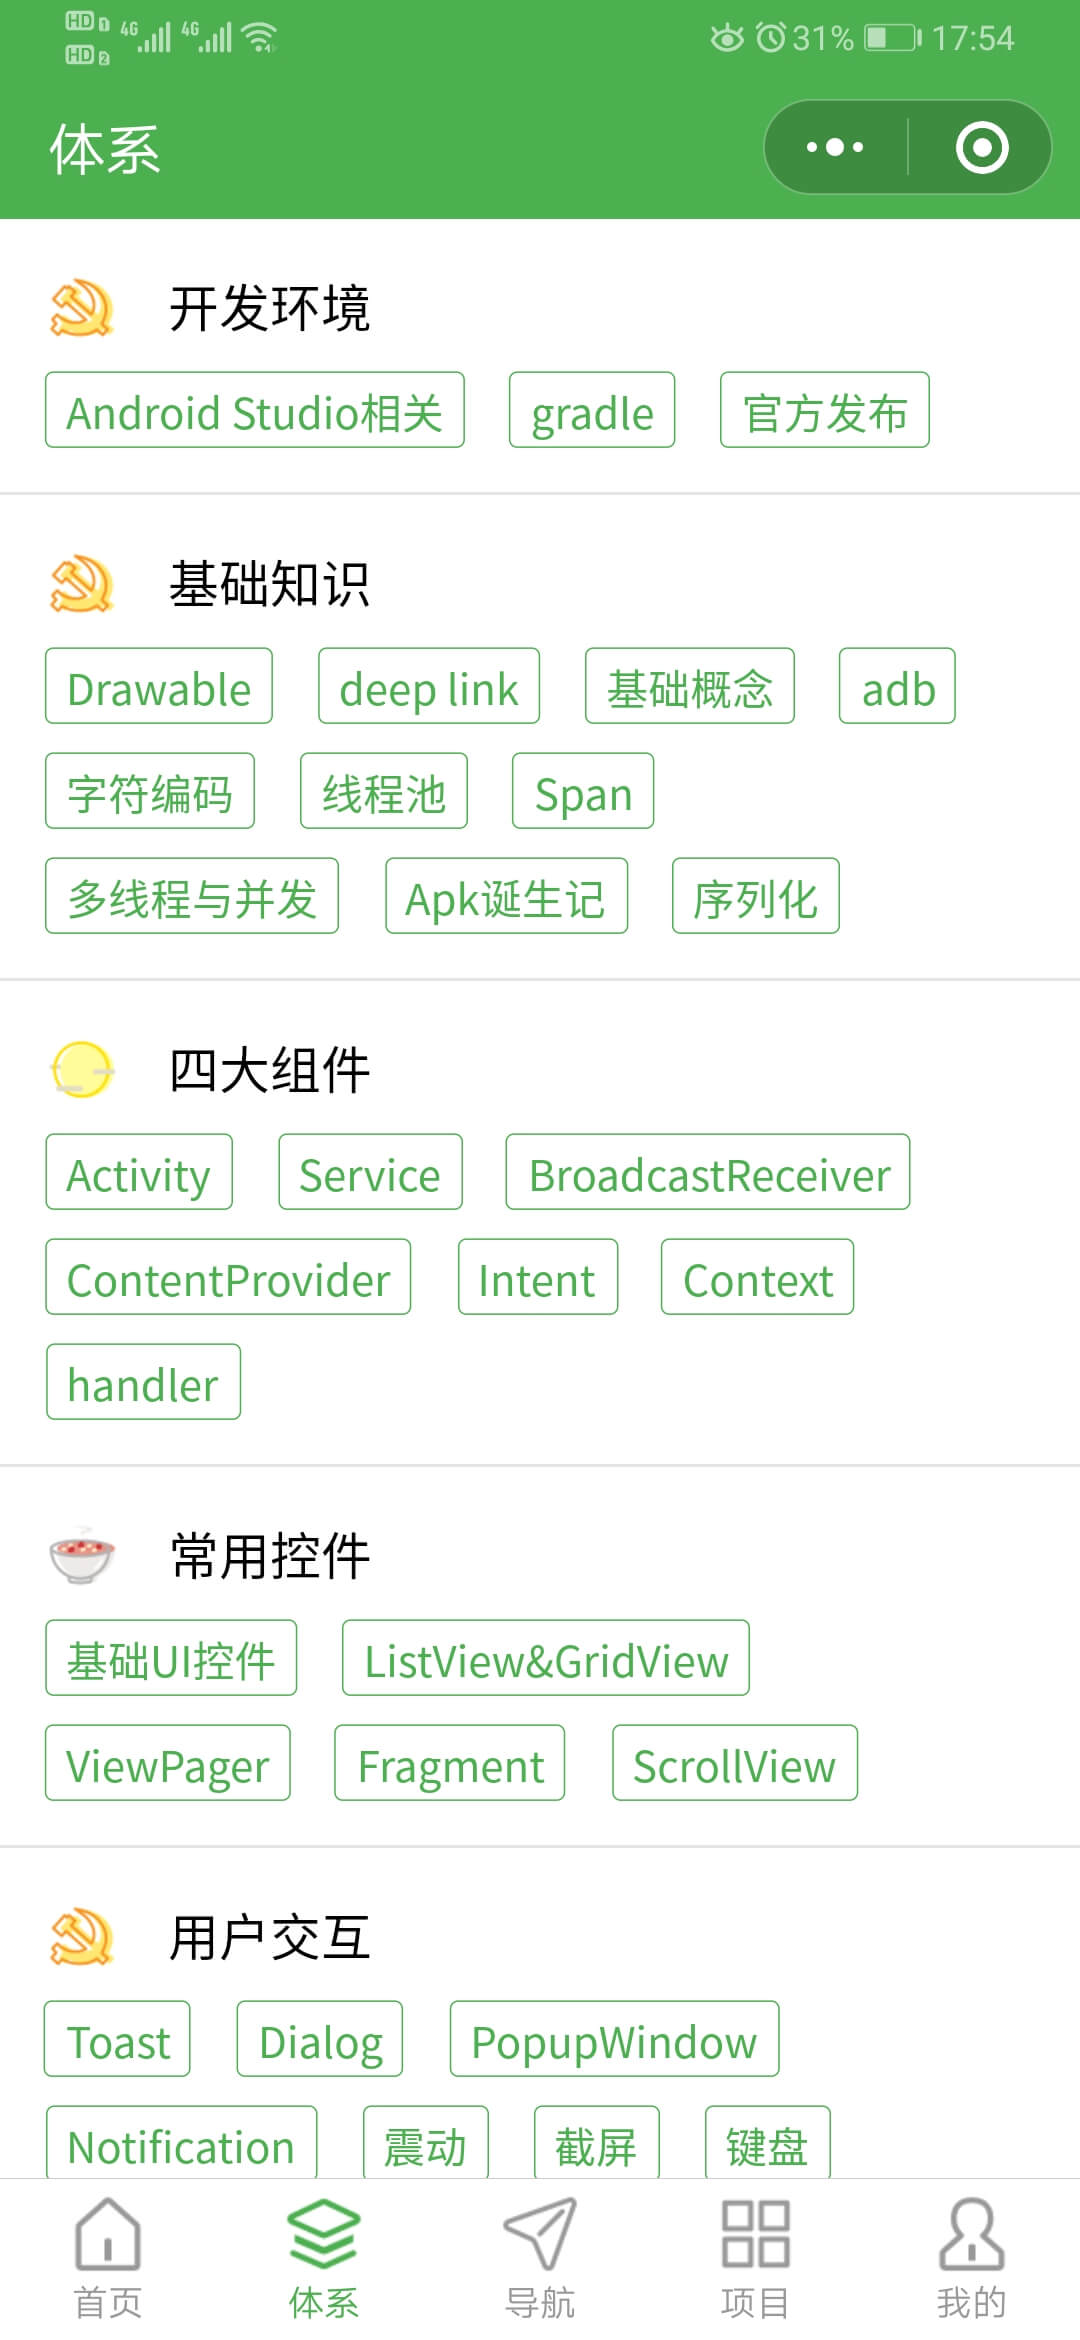 HD 1 4G 4G 31% 17:54
HD 2
体系
开发环境
Android Studio相关 gradle 官方发布
基础知识
Drawable deep link 基础概念 adb
字符编码 线程池 Span
多线程与并发 Apk诞生记 序列化
四大组件
Activity Service BroadcastReceiver
ContentProvider Intent Context
handler
常用控件
基础UI控件 ListView&GridView
ViewPager Fragment ScrollView
用户交互
Toast Dialog PopupWindow
Notification 震动 截屏 键盘
首页 体系 导航 项目 我的